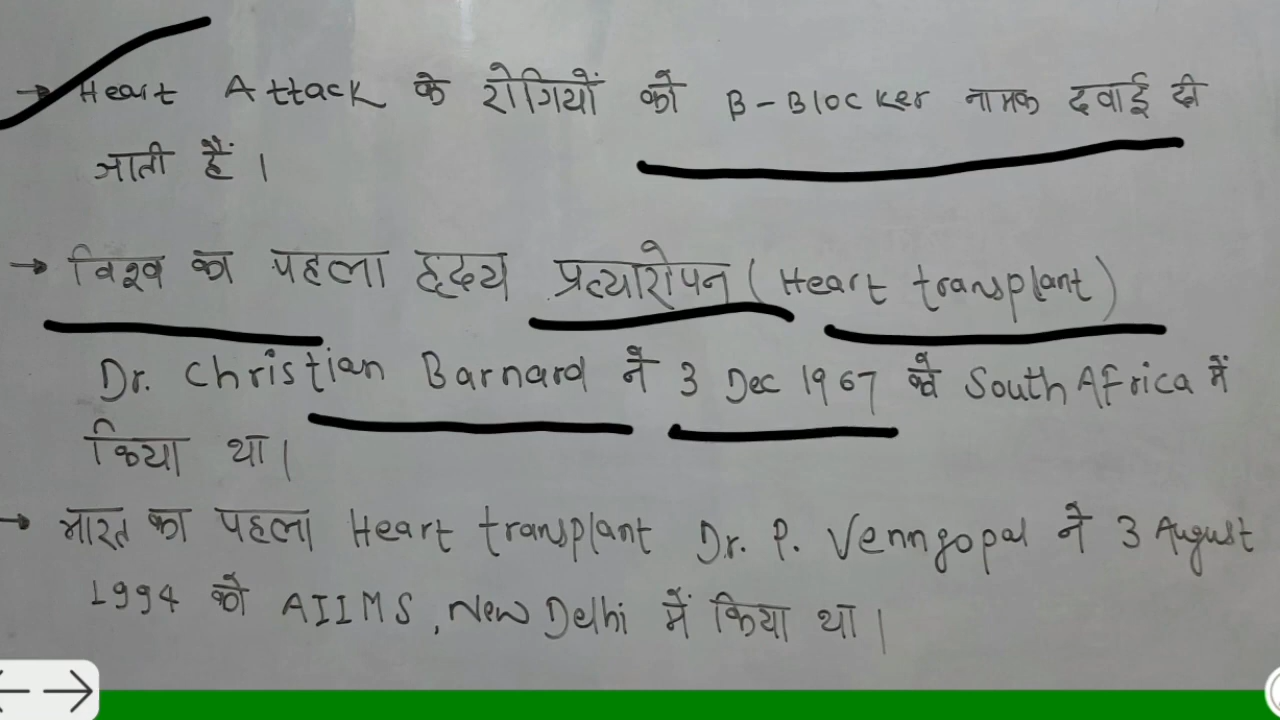 → Heart Attack के रोगियों को β-Blocker नामक दवाई दी
जाती हैं।
→ विश्व का पहला हृदय प्रत्यारोपन (Heart transplant)
Dr. Christian Barnard ने 3 Dec 1967 को South Africa में
किया था।
→ भारत का पहला Heart transplant Dr. P. Venngopal ने 3 August
1994 को AIIMS, New Delhi में किया था।